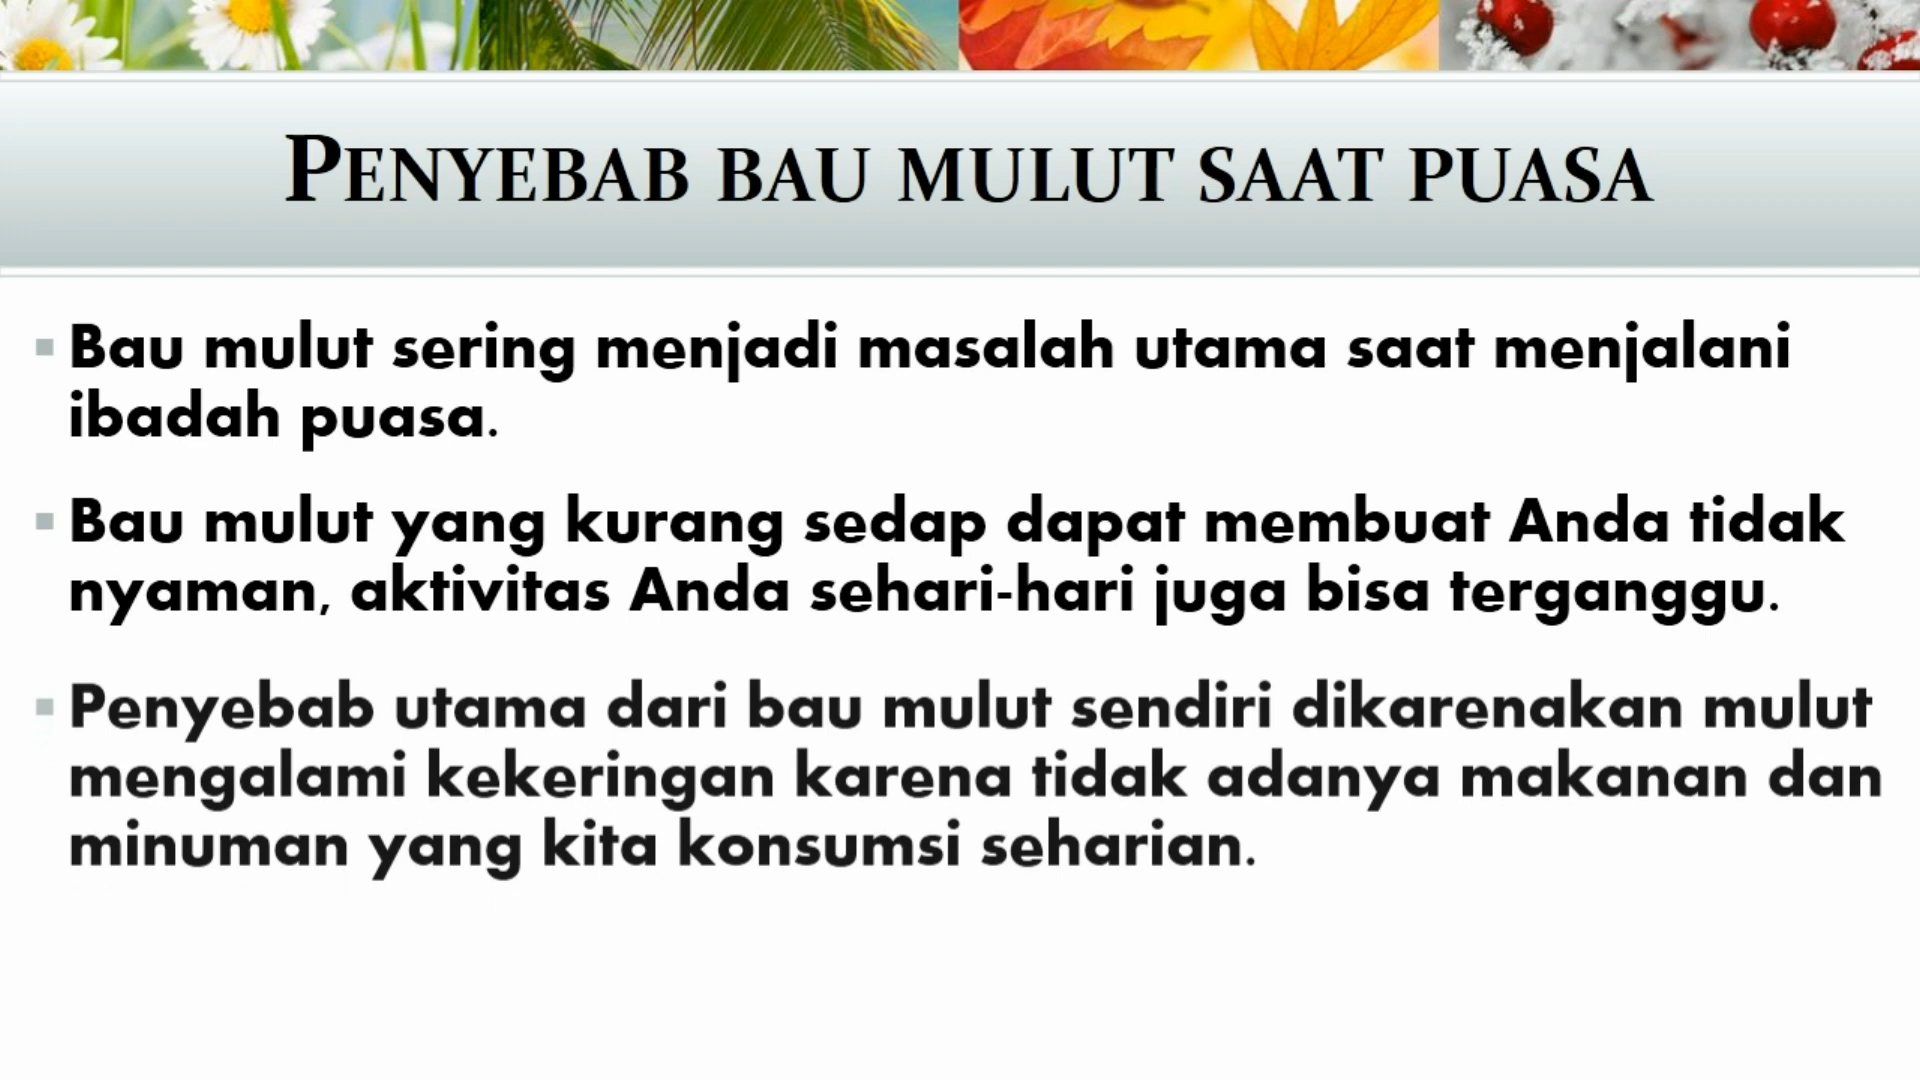 PENYEBAB BAU MULUT SAAT PUASA
Bau mulut sering menjadi masalah utama saat menjalani
ibadah puasa.
Bau mulut yang kurang sedap dapat membuat Anda tidak
nyaman, aktivitas Anda sehari-hari juga bisa terganggu.
Penyebab utama dari bau mulut sendiri dikarenakan mulut
mengalami kekeringan karena tidak adanya makanan dan
minuman yang kita konsumsi seharian.